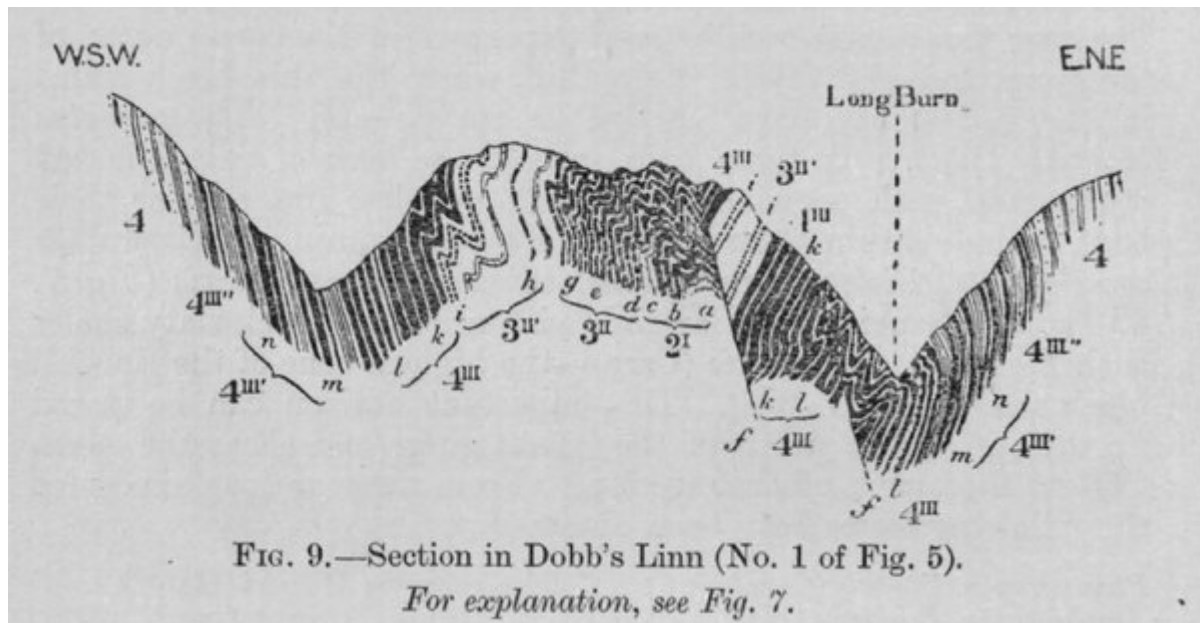 W.S.W.
E.N.E
Long Burn
4ᴵᴵᴵ i 3ᴵᴵ'
1ᴵᴵᴵ
k
4
4
h
g e d c b a
i
3ᴵᴵ' 3ᴵᴵ 2ᴵ
4ᴵᴵᴵ''
4ᴵᴵᴵ''
n
k
l
4ᴵᴵᴵ
m
4ᴵᴵᴵ'
k l
n
f
4ᴵᴵᴵ
m
4ᴵᴵᴵ'
f
l
4ᴵᴵᴵ
FIG. 9.—Section in Dobb's Linn (No. 1 of Fig. 5).
For explanation, see Fig. 7.